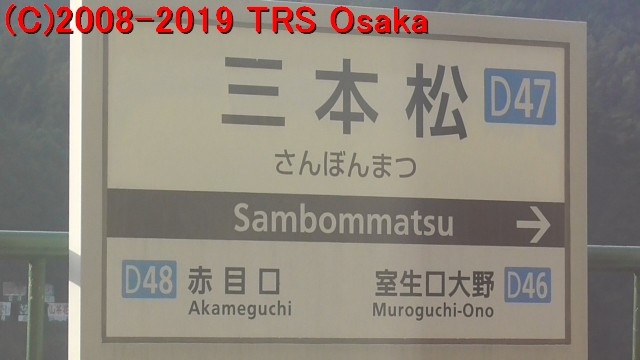 (C)2008-2019 TRS Osaka
三本松 D47
さんぼんまつ
Sambommatsu →
D48 赤目口 室生口大野 D46
Akameguchi Muroguchi-Ono